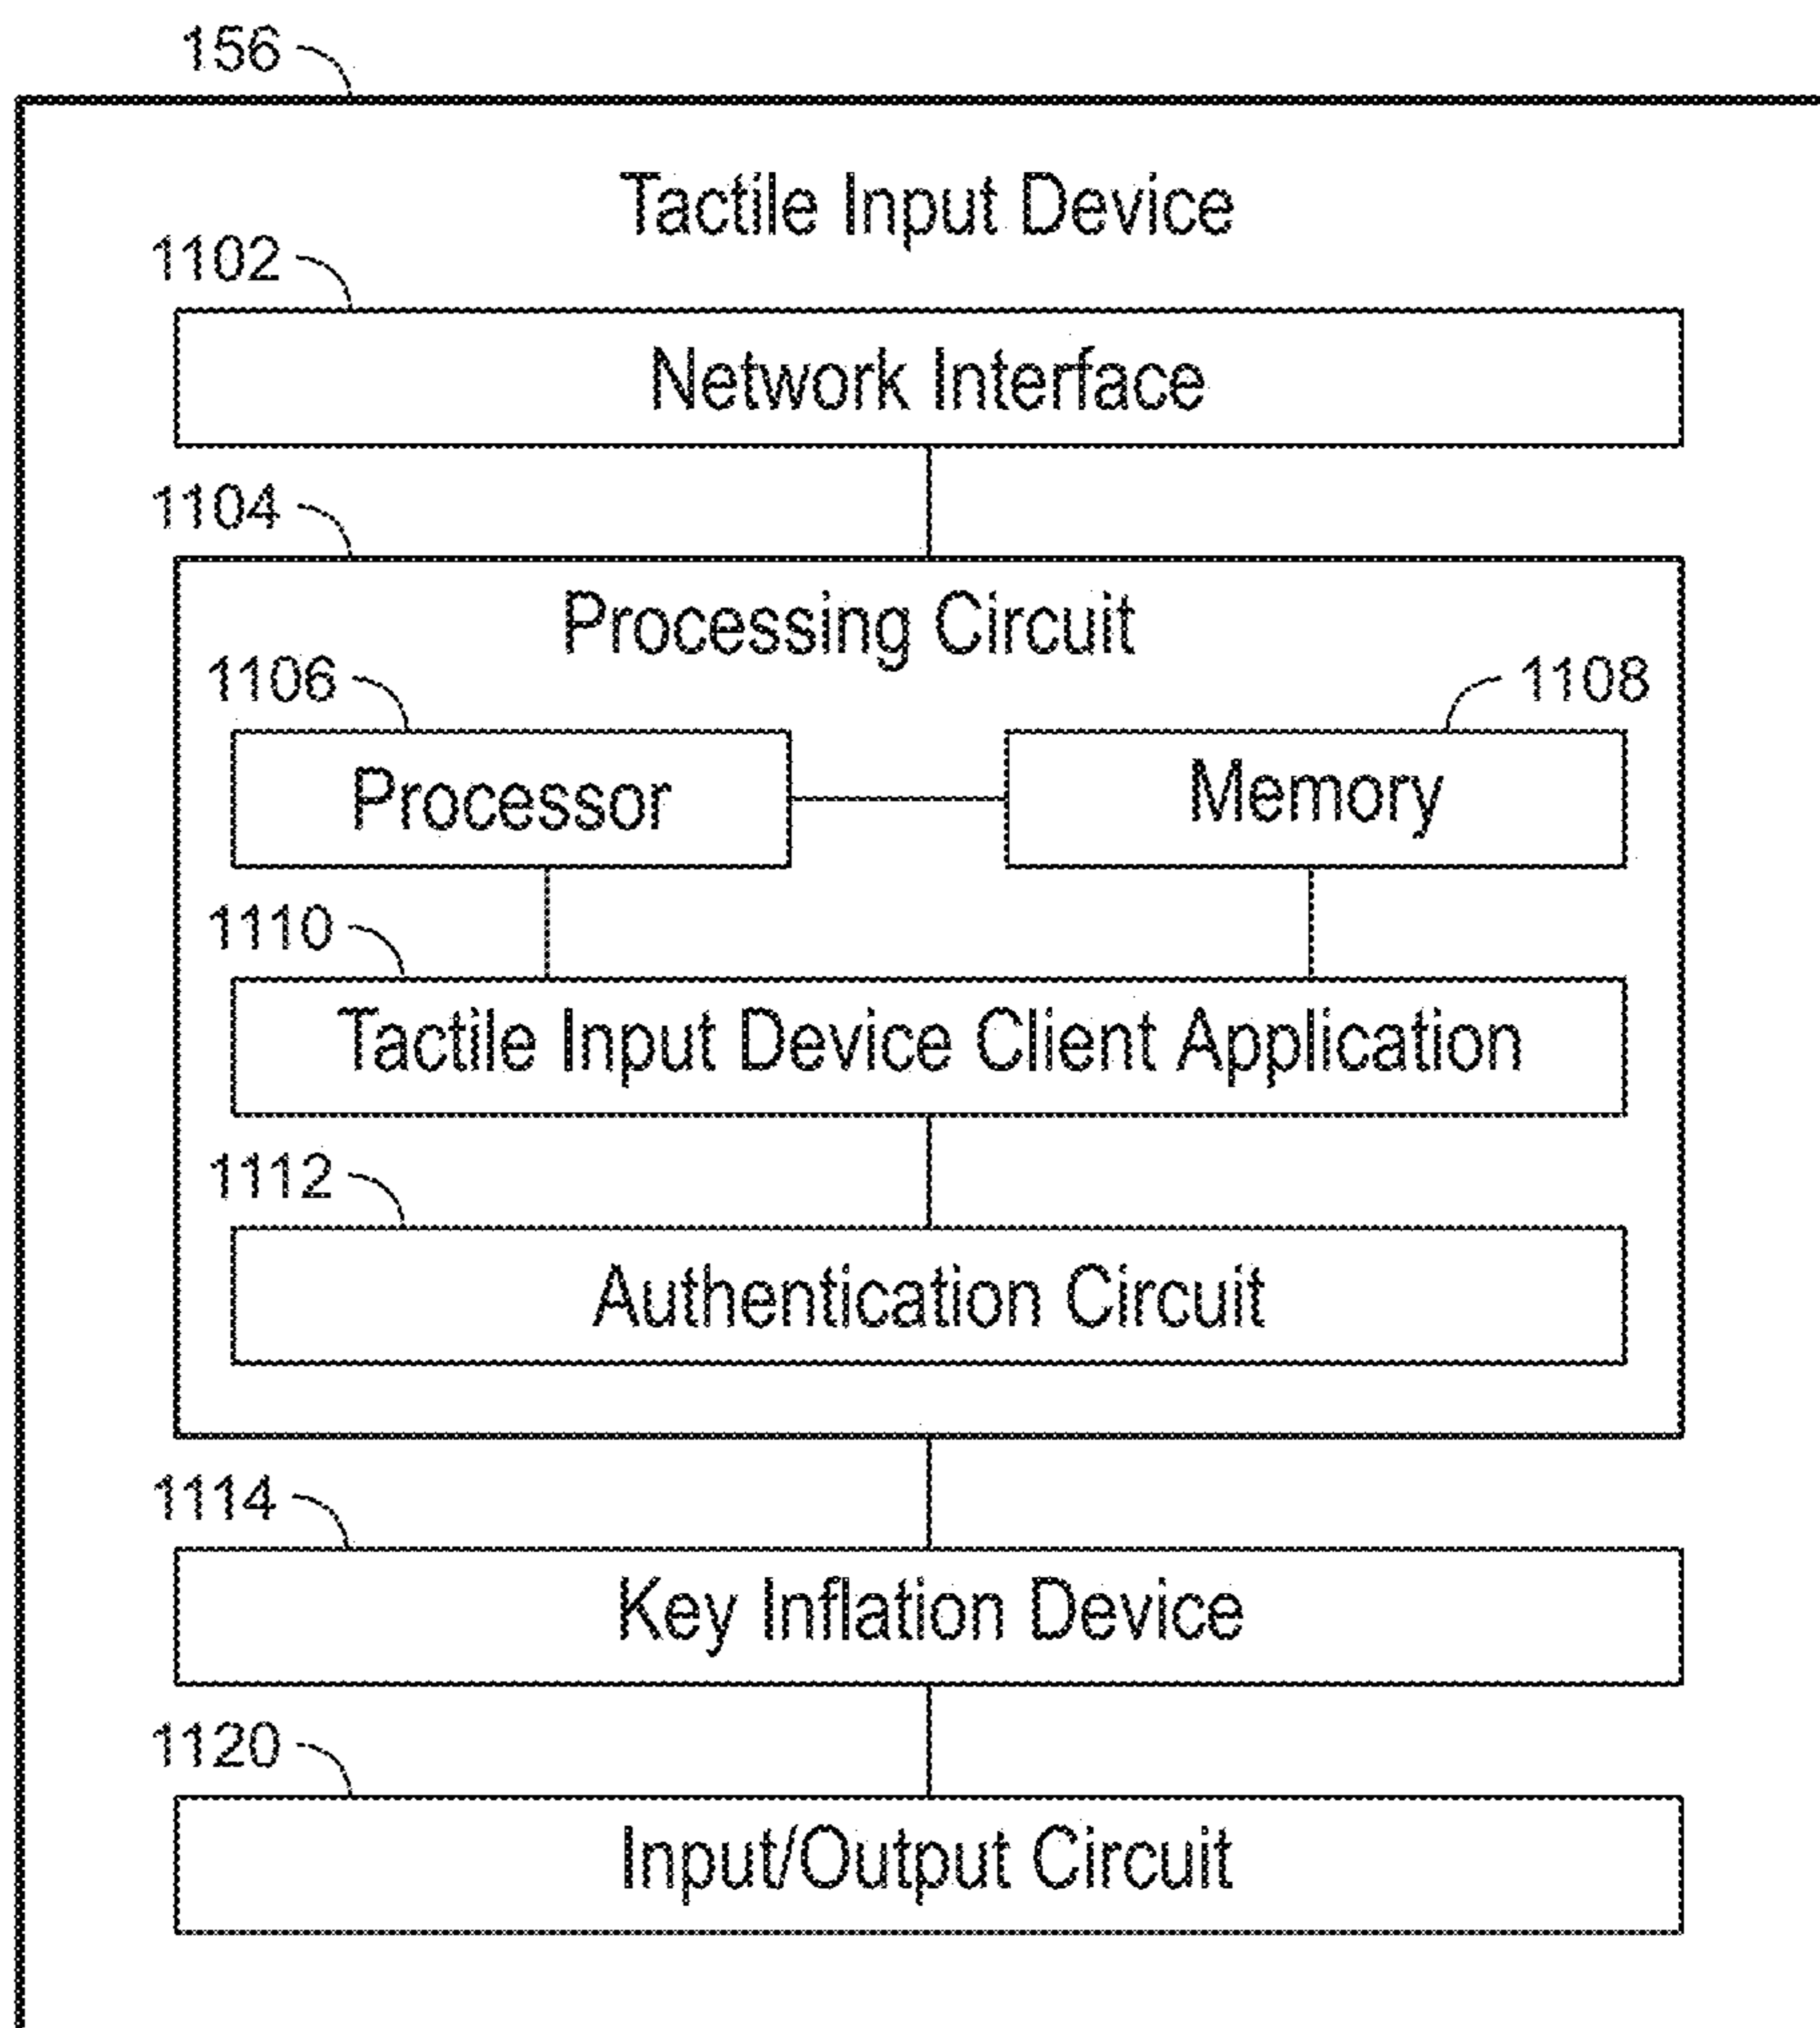 156
Tactile Input Device
1102
Network Interface
1104
Processing Circuit
1106
1108
Processor
Memory
1110
Tactile Input Device Client Application
1112
Authentication Circuit
1114
Key Inflation Device
1120
Input/Output Circuit